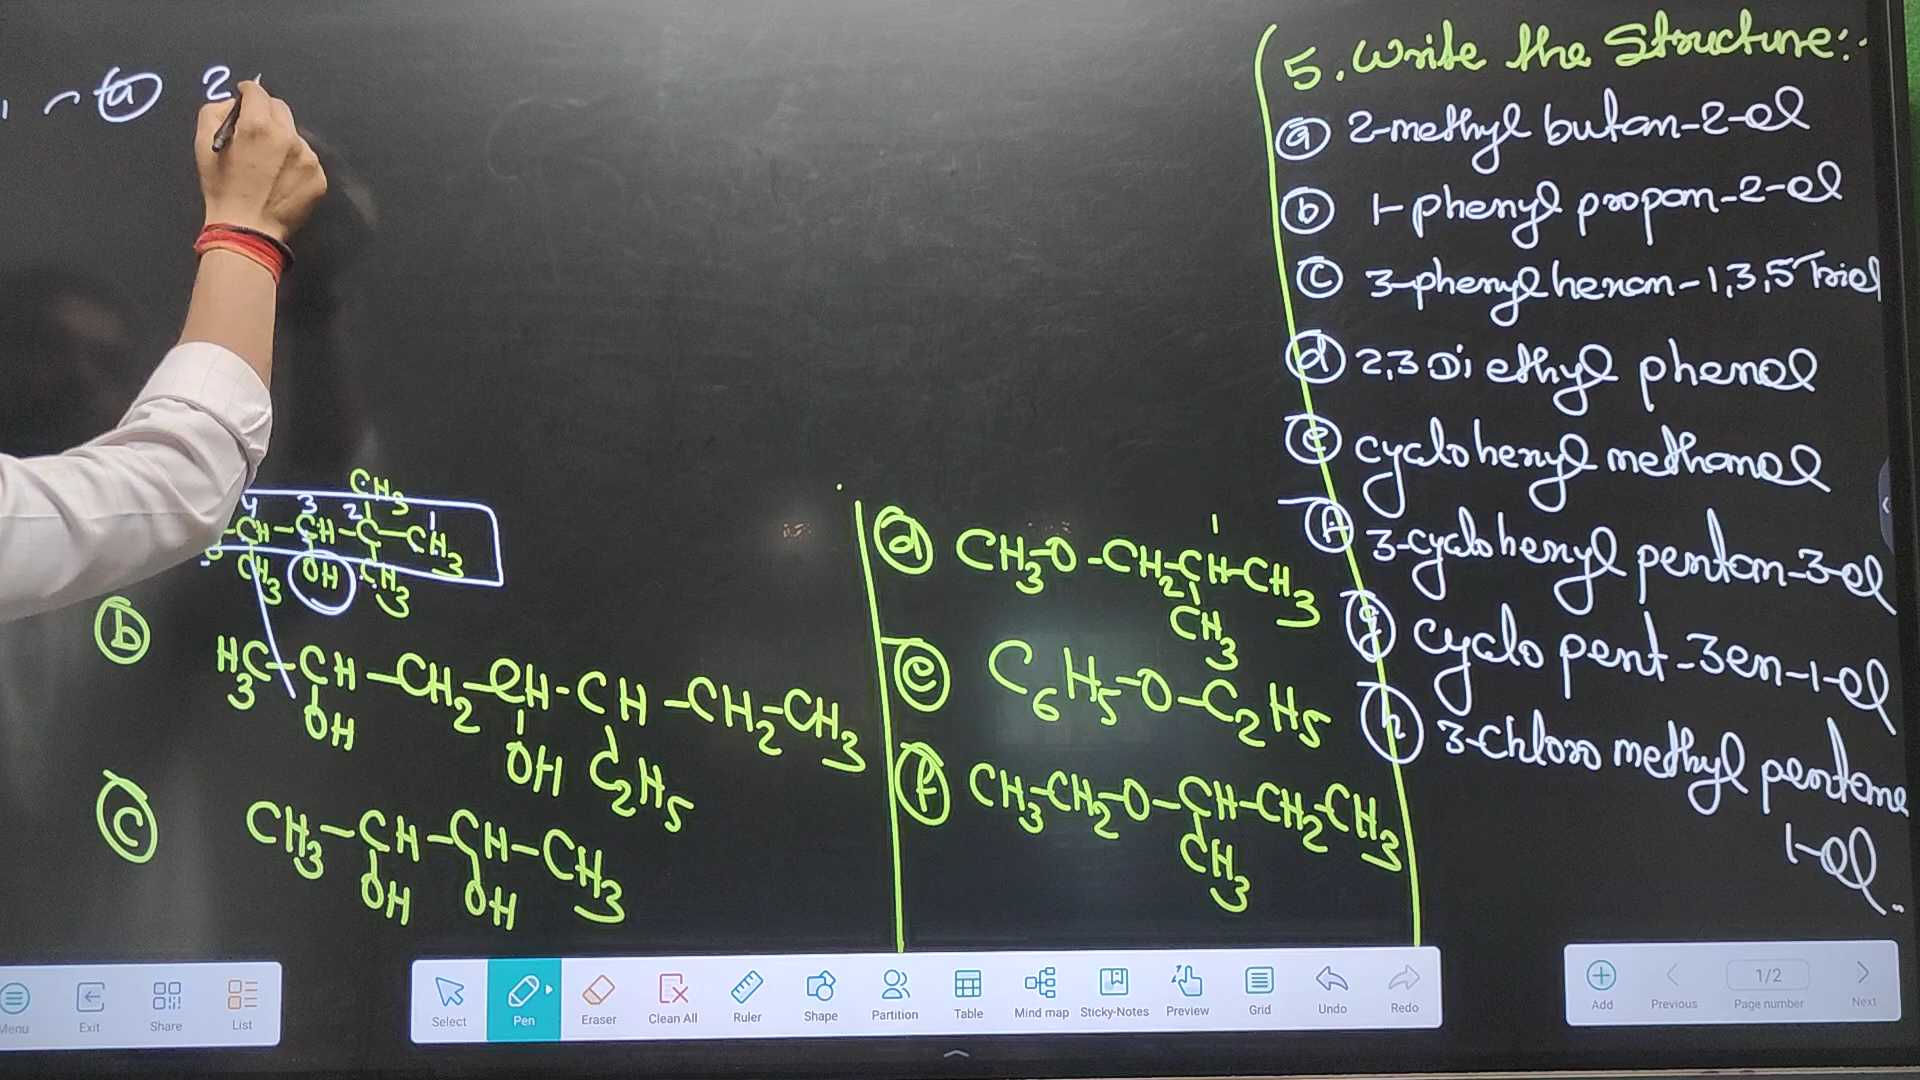 a 2
CH3
4 3 2 1
CH-CH-C-CH3
CH3 OH CH3
b
H3C-CH-CH2-CH-CH-CH2-CH3
OH OH C2H5
c
CH3-CH-CH-CH3
OH OH
d CH3-O-CH2-CH-CH3
CH3
e C6H5-O-C2H5
f CH3-CH2-O-CH-CH2-CH3
CH3
5. Write the Structure:-
a 2-methyl butan-2-ol
b 1-phenyl propan-2-ol
c 3-phenyl hexan-1,3,5 Triol
d 2,3 Di ethyl phenol
e cyclohexyl methanol
f 3-cyclohexyl pentan-3-ol
g cyclo pent-3en-1-ol
h 3-Chloro methyl pentane
1-ol
Menu Exit Share List
Select Pen Eraser Clean All Ruler Shape Partition Table Mind map Sticky-Notes Preview Grid Undo Redo
Add Previous 1/2 Page number Next